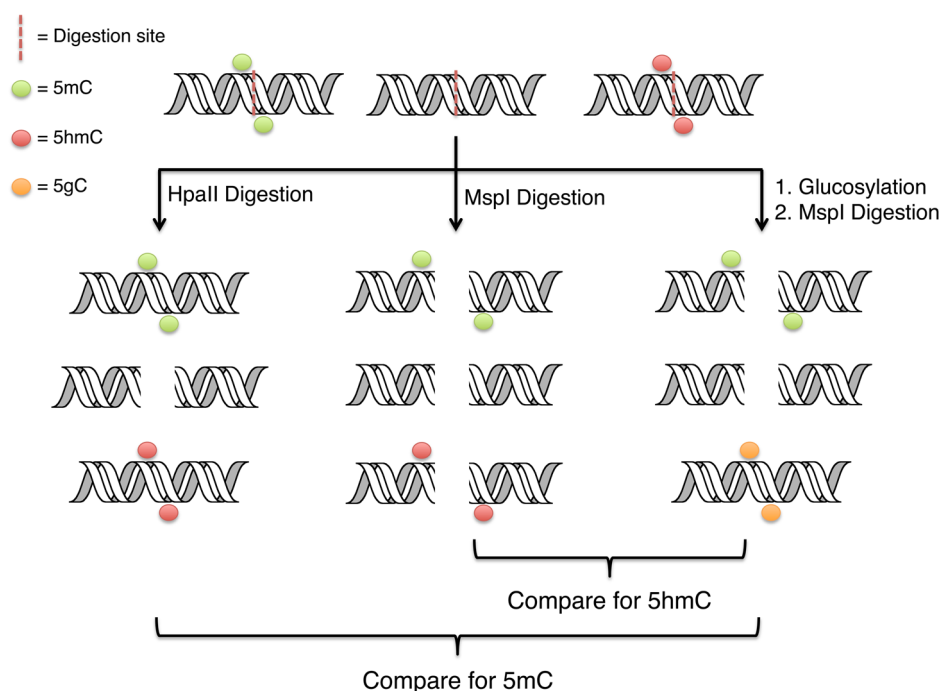 = Digestion site
= 5mC
= 5hmC
= 5gC
HpaII Digestion
MspI Digestion
1. Glucosylation
2. MspI Digestion
Compare for 5hmC
Compare for 5mC